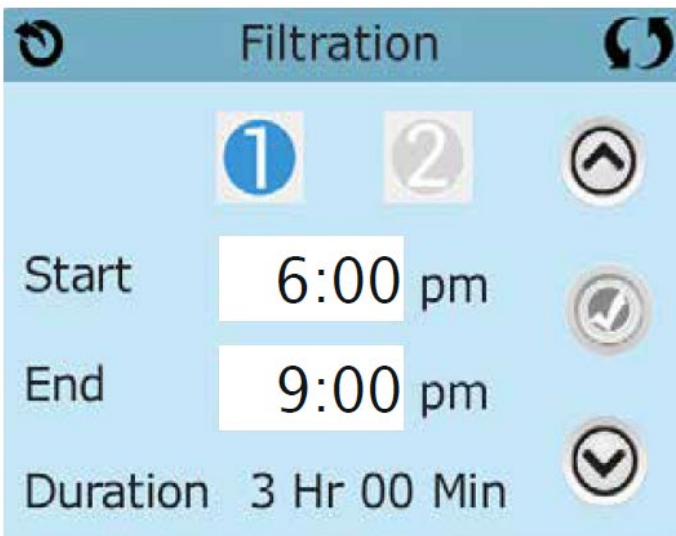 Filtration
1 2
Start 6:00 pm
End 9:00 pm
Duration 3 Hr 00 Min